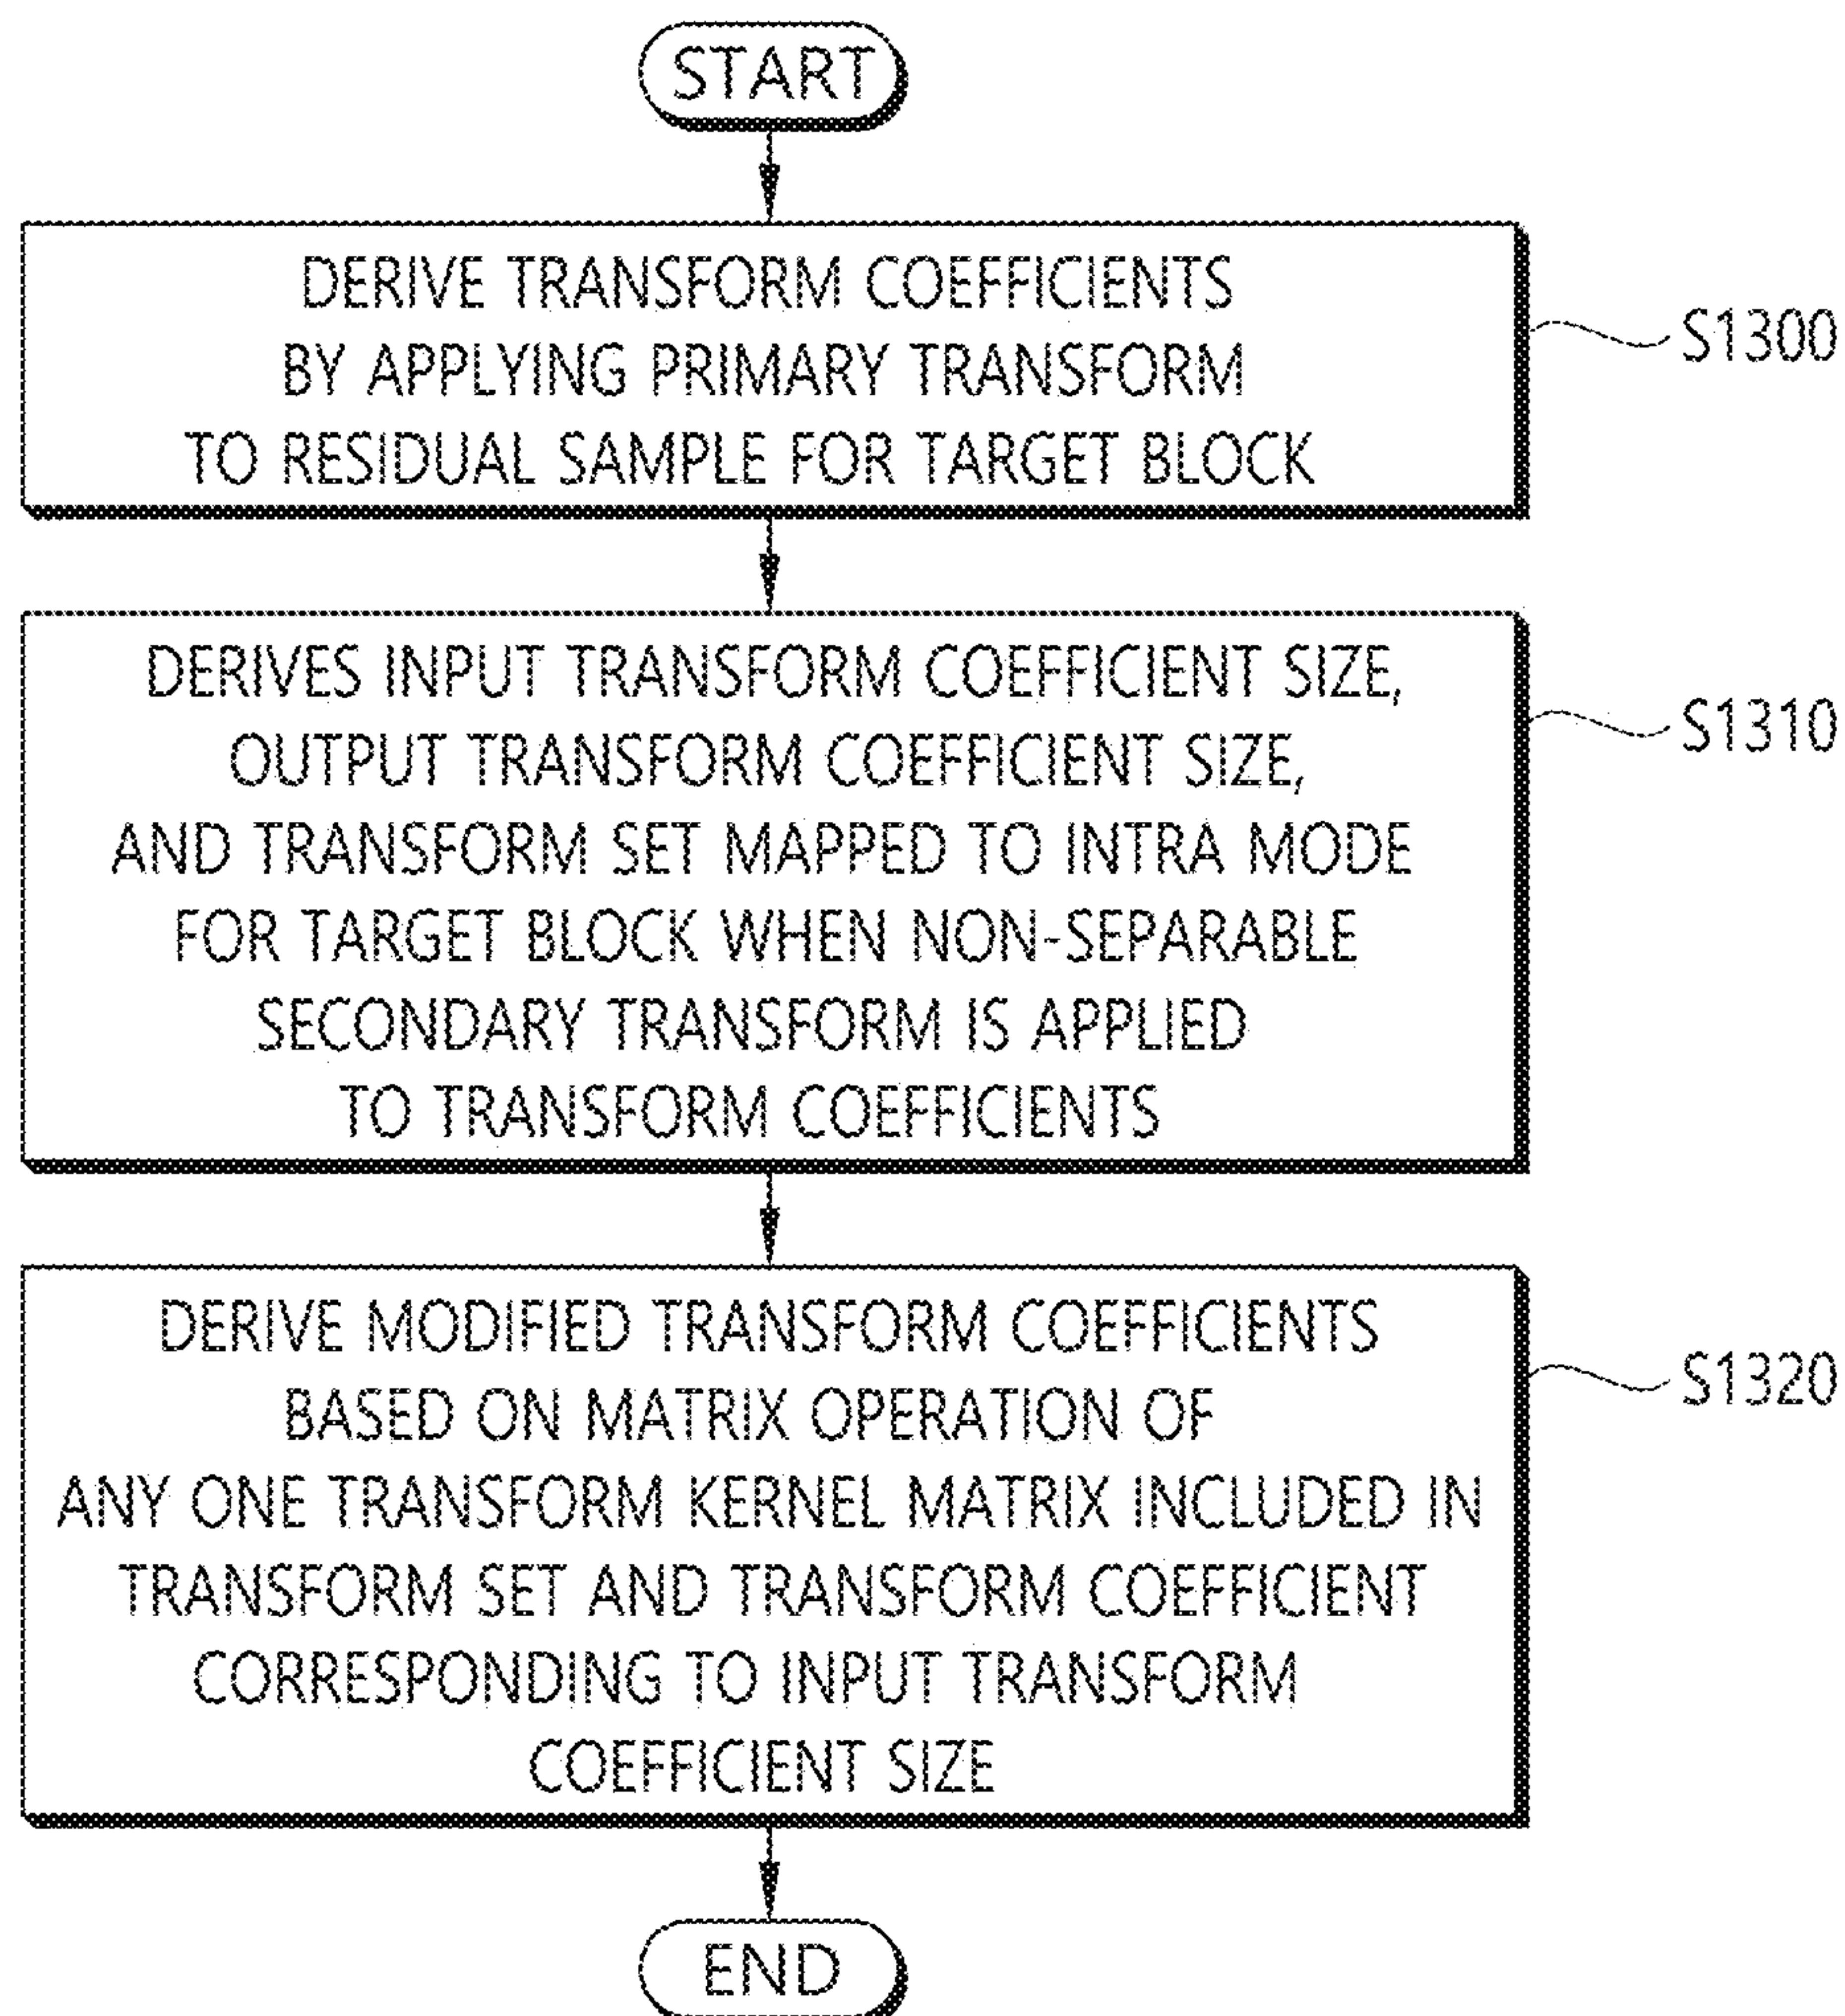 START
DERIVE TRANSFORM COEFFICIENTS
BY APPLYING PRIMARY TRANSFORM
TO RESIDUAL SAMPLE FOR TARGET BLOCK
S1300
DERIVES INPUT TRANSFORM COEFFICIENT SIZE,
OUTPUT TRANSFORM COEFFICIENT SIZE,
AND TRANSFORM SET MAPPED TO INTRA MODE
FOR TARGET BLOCK WHEN NON-SEPARABLE
SECONDARY TRANSFORM IS APPLIED
TO TRANSFORM COEFFICIENTS
S1310
DERIVE MODIFIED TRANSFORM COEFFICIENTS
BASED ON MATRIX OPERATION OF
ANY ONE TRANSFORM KERNEL MATRIX INCLUDED IN
TRANSFORM SET AND TRANSFORM COEFFICIENT
CORRESPONDING TO INPUT TRANSFORM
COEFFICIENT SIZE
S1320
END